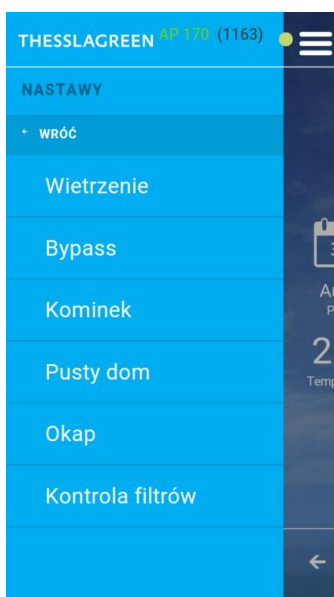 THESSLAGREEN AP 170 (1163)
NASTAWY
WRÓĆ
Wietrzenie
Bypass
Kominek
Pusty dom
Okap
Kontrola filtrów